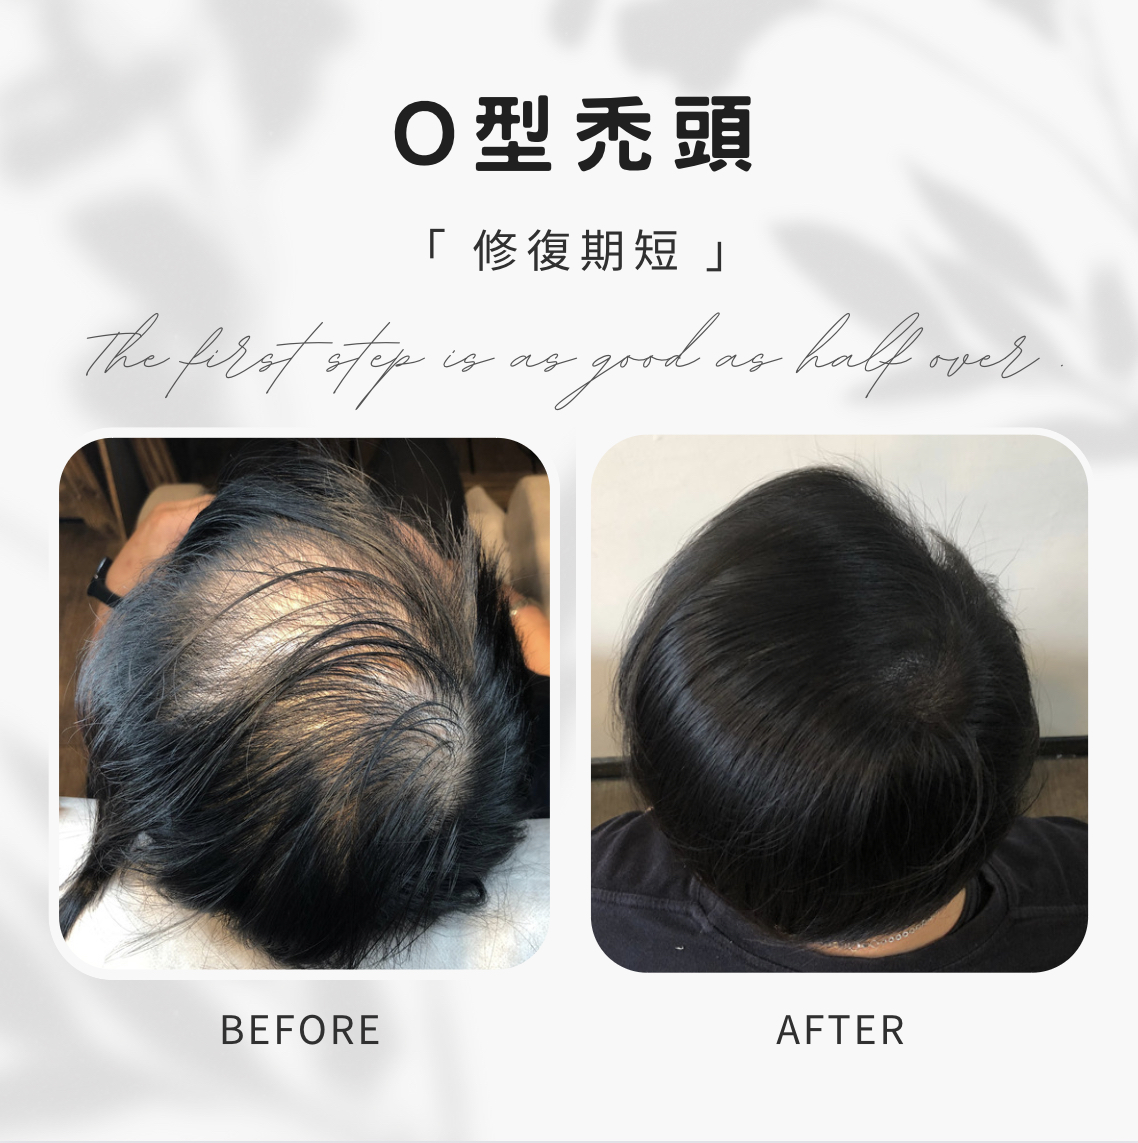 O型禿頭
「 修復期短 」
The first step is as good as half over .
BEFORE
AFTER